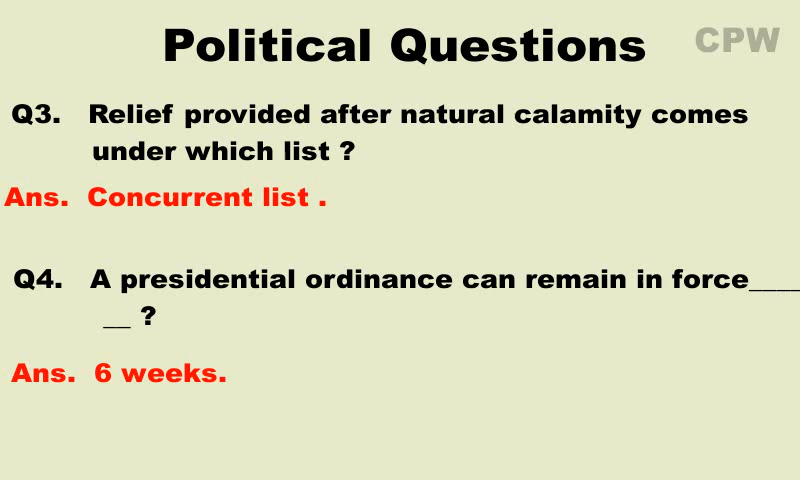 Political Questions
CPW
Q3. Relief provided after natural calamity comes
under which list ?
Ans. Concurrent list .
Q4. A presidential ordinance can remain in force____
__ ?
Ans. 6 weeks.